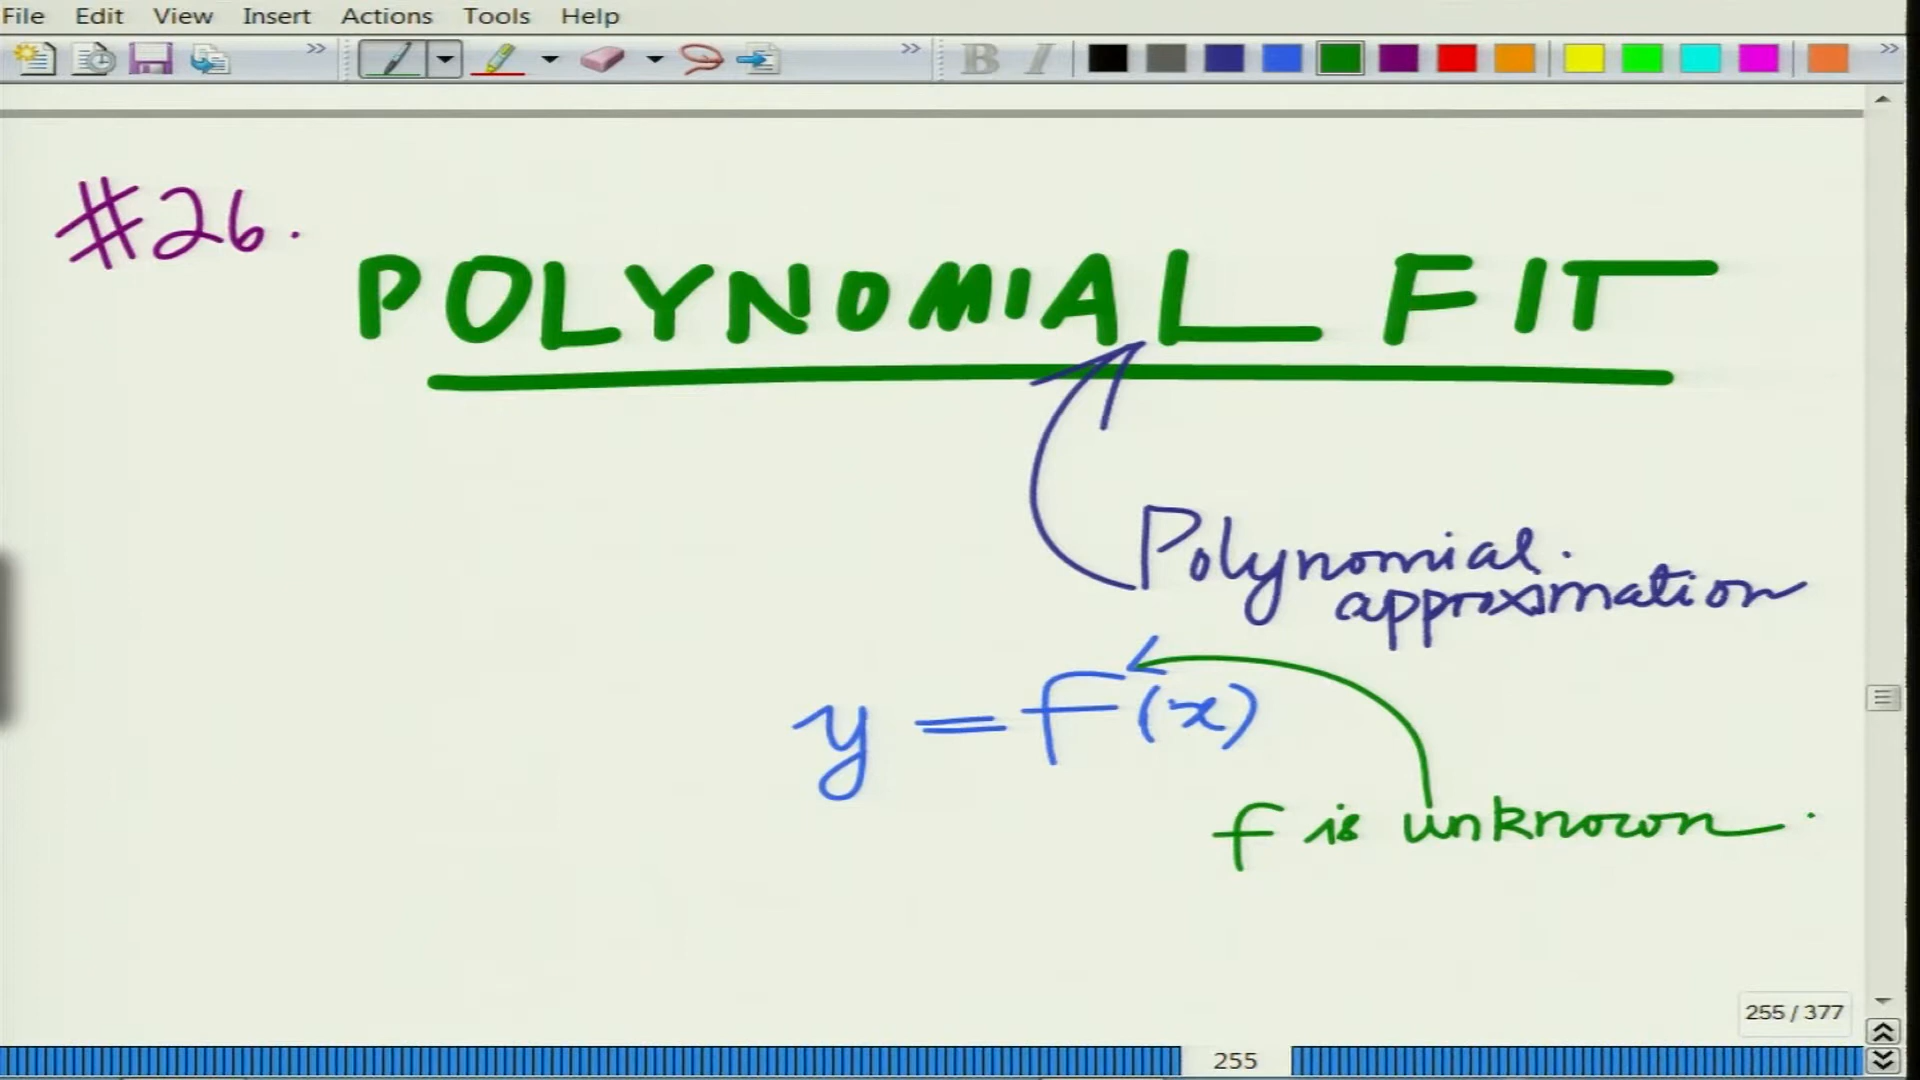 File Edit View Insert Actions Tools Help
B I
#26.
POLYNOMIAL FIT
Polynomial.
approximation
y = f(x)
f is unknown.
255 / 377
255